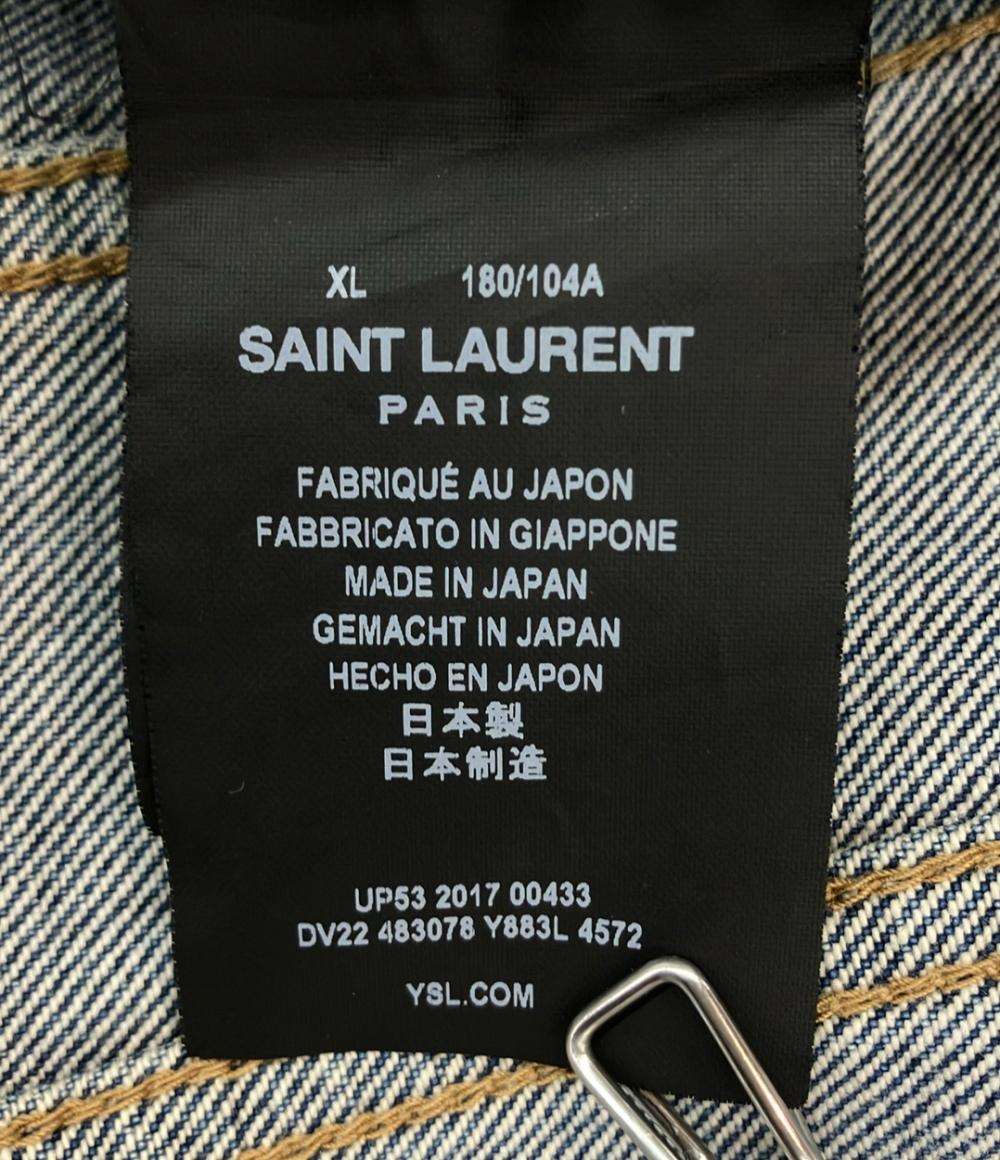 XL 180/104A
SAINT LAURENT
PARIS
FABRIQUÉ AU JAPON
FABBRICATO IN GIAPPONE
MADE IN JAPAN
GEMACHT IN JAPAN
HECHO EN JAPON
日本製
日本制造
UP53 2017 00433
DV22 483078 Y883L 4572
YSL.COM